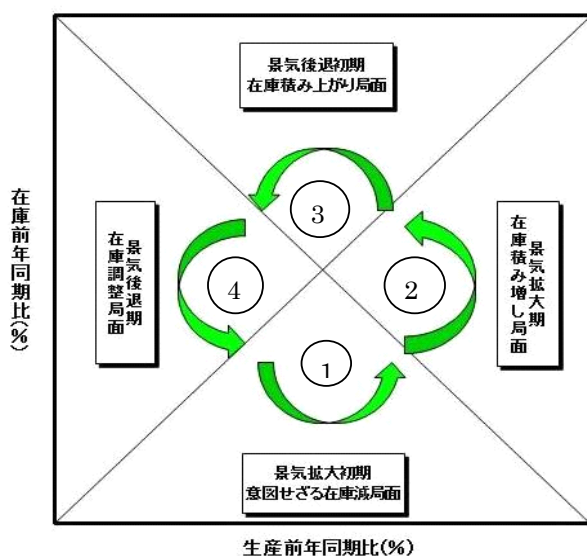 景気後退初期
在庫積み上がり局面
③
在庫前年同期比(%)
景気後退期
在庫調整局面
④
②
景気拡大期
在庫積み増し局面
①
景気拡大初期
意図せざる在庫減局面
生産前年同期比(%)